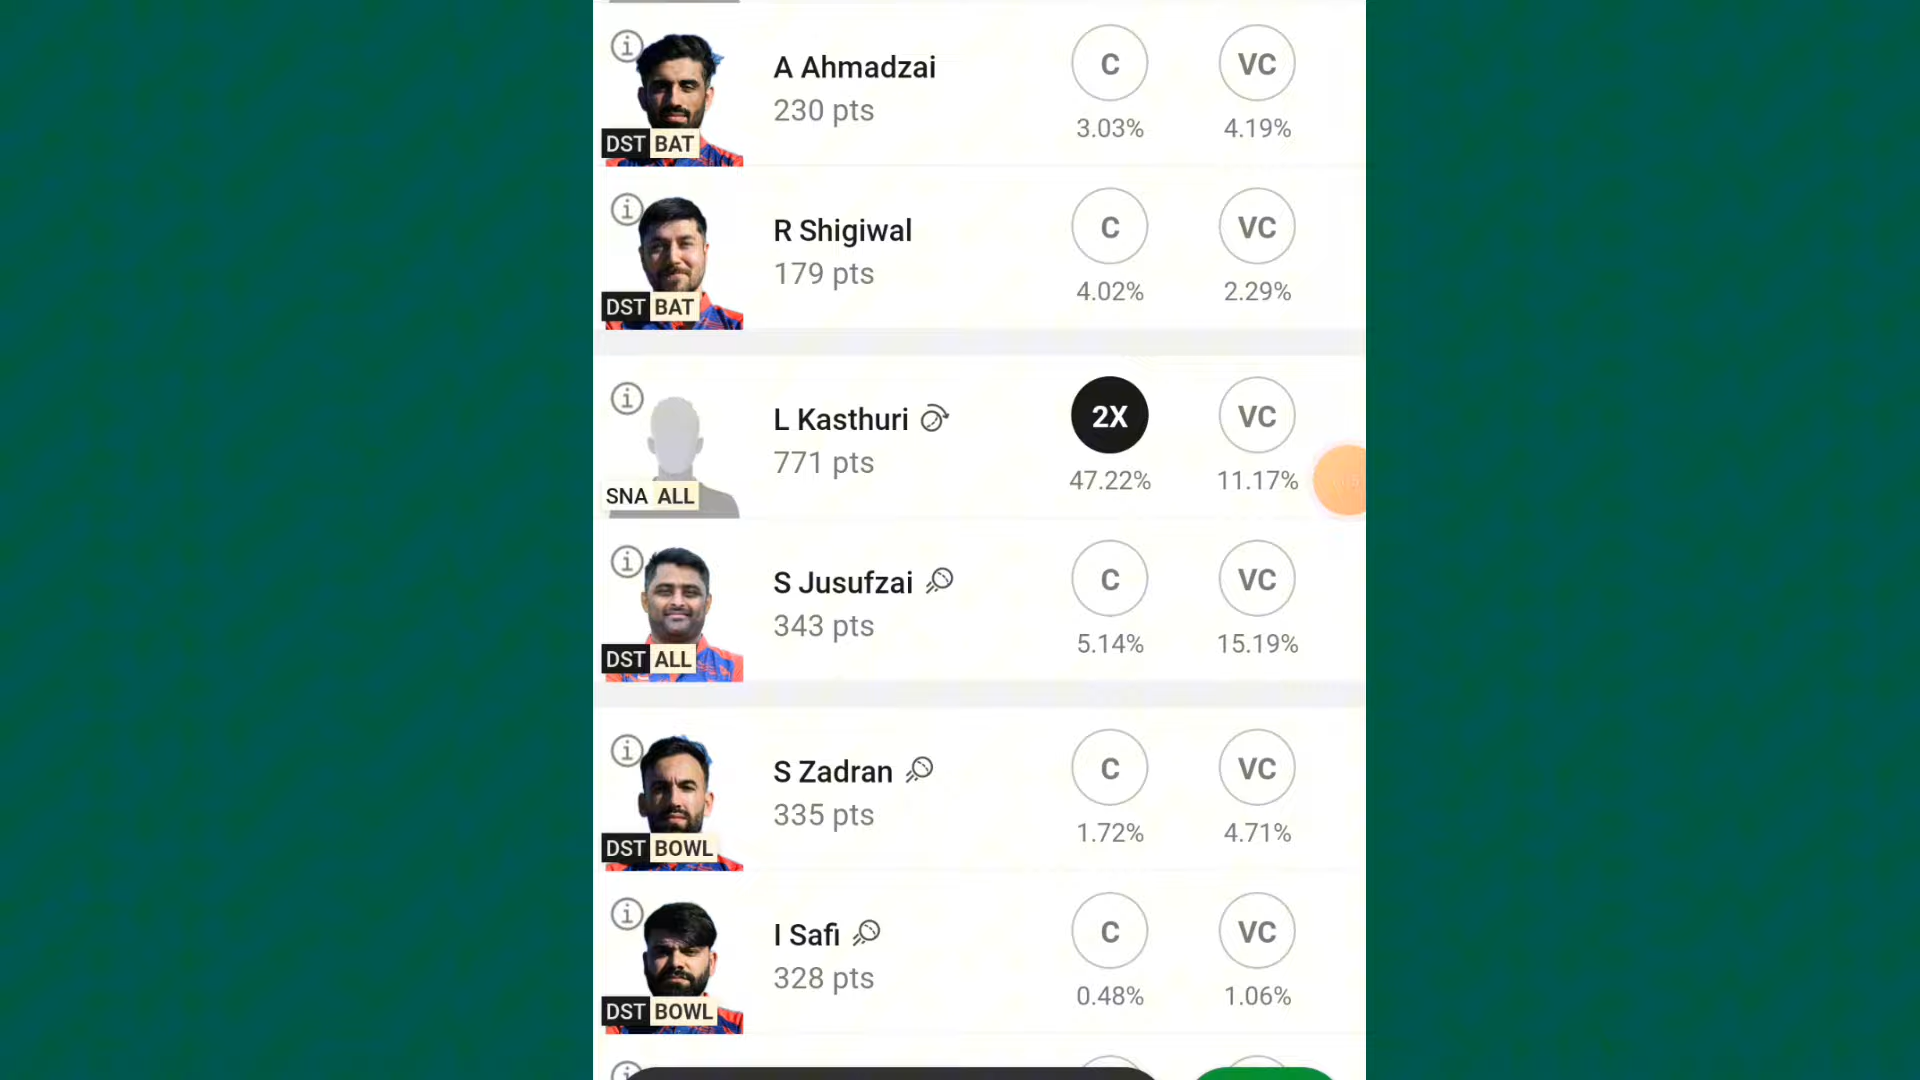 A Ahmadzai
230 pts
DST BAT
C
3.03%
VC
4.19%
R Shigiwal
179 pts
DST BAT
C
4.02%
VC
2.29%
L Kasthuri
771 pts
SNA ALL
2X
47.22%
VC
11.17%
S Jusufzai
343 pts
DST ALL
C
5.14%
VC
15.19%
S Zadran
335 pts
DST BOWL
C
1.72%
VC
4.71%
I Safi
328 pts
DST BOWL
C
0.48%
VC
1.06%